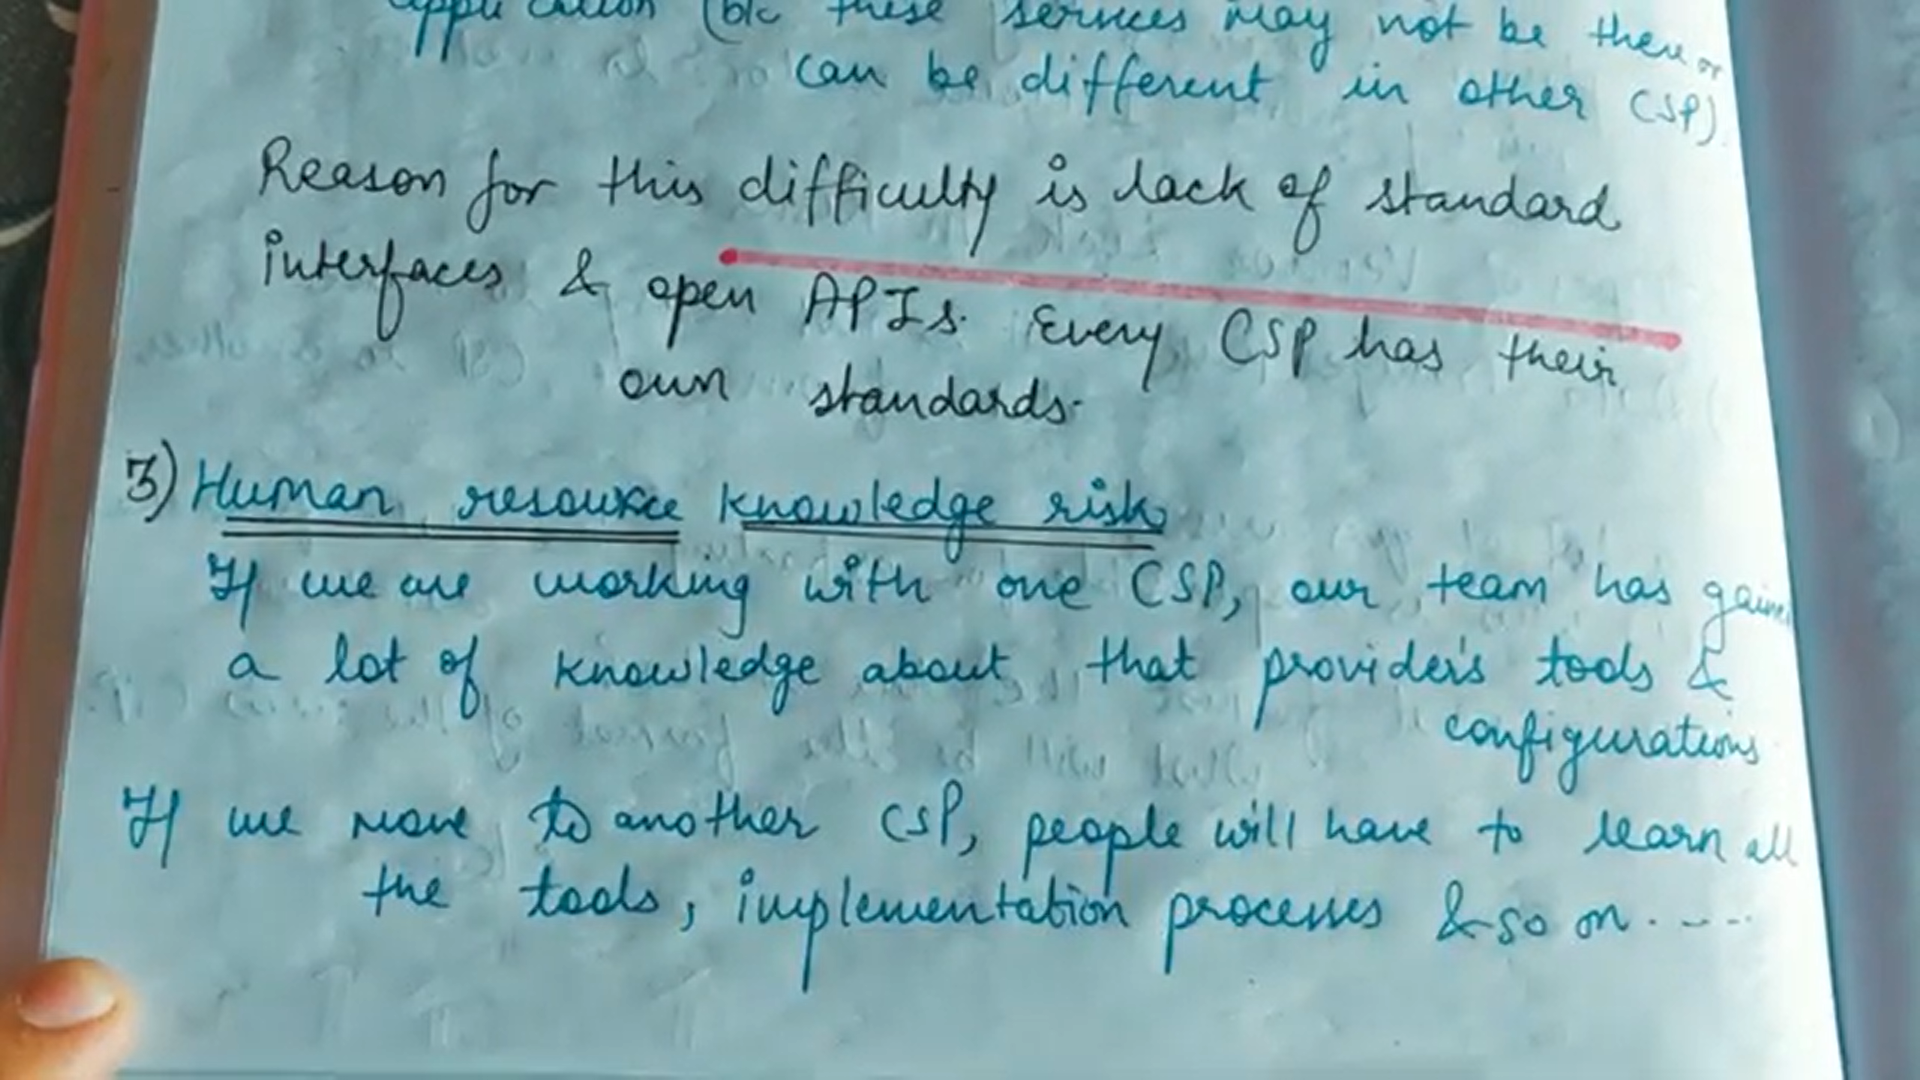 application (b/c these services may not be there or
can be different in other CSP).
Reason for this difficulty is lack of standard
interfaces & open APIs. Every CSP has their
own standards.
3) Human resource knowledge risk
If we are working with one CSP, our team has gained
a lot of knowledge about that provider's tools &
configurations
If we move to another CSP, people will have to learn all
the tools, implementation processes & so on.....